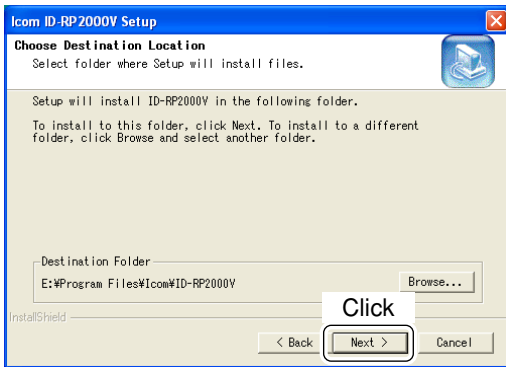 Icom ID-RP2000V Setup
Choose Destination Location
Select folder where Setup will install files.
Setup will install ID-RP2000V in the following folder.
To install to this folder, click Next. To install to a different
folder, click Browse and select another folder.
Destination Folder
E:¥Program Files¥Icom¥ID-RP2000V
Browse...
Click
InstallShield
< Back
Next >
Cancel